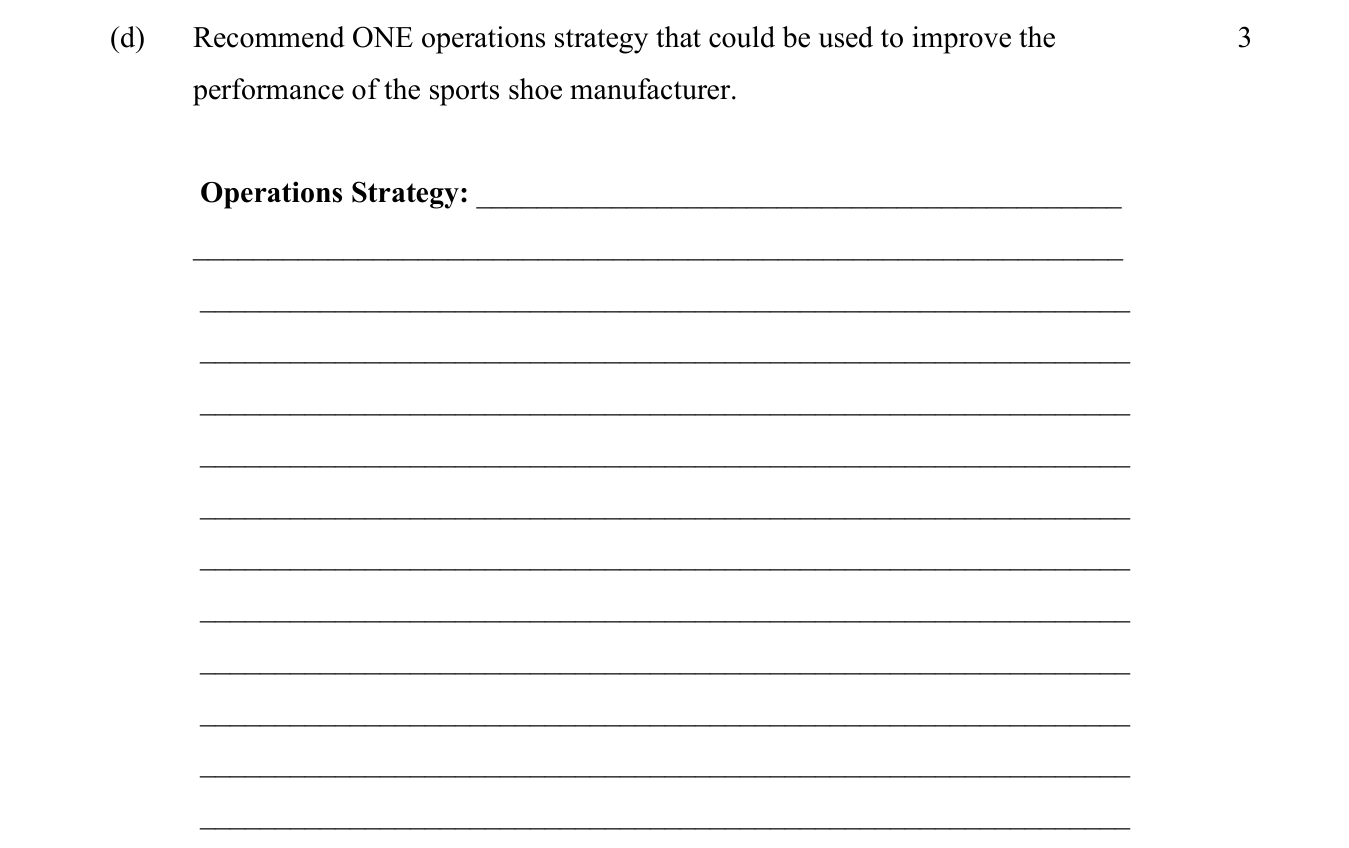 (d) Recommend ONE operations strategy that could be used to improve the 3
performance of the sports shoe manufacturer.
Operations Strategy: